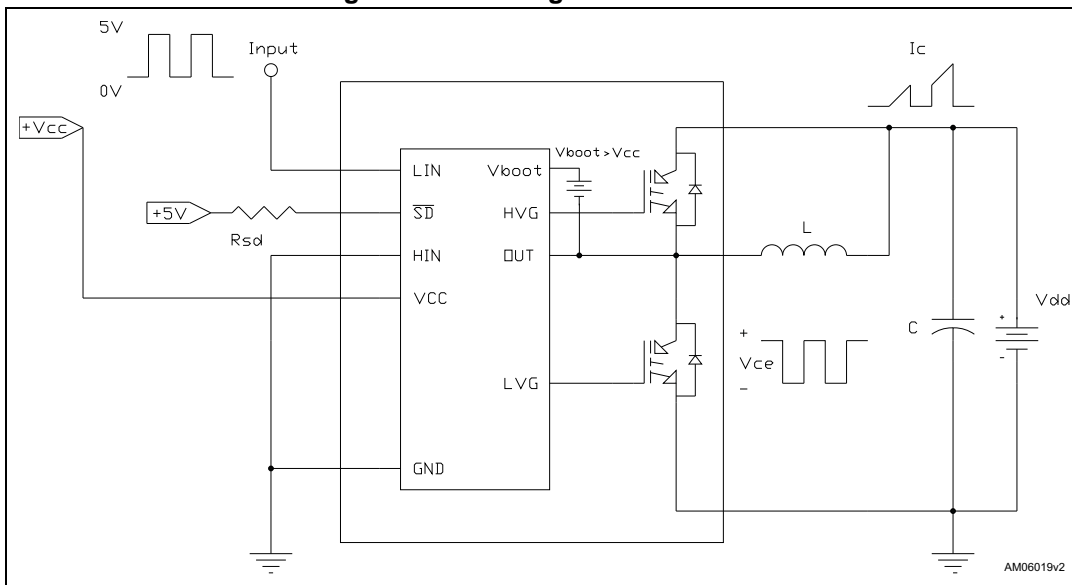 5V
0V
Input
Ic
+Vcc
Vboot>Vcc
LIN
Vboot
+5V
SD
HVG
Rsd
HIN
OUT
L
VCC
Vdd
C
+
-
+
Vce
-
LVG
GND
AM06019v2